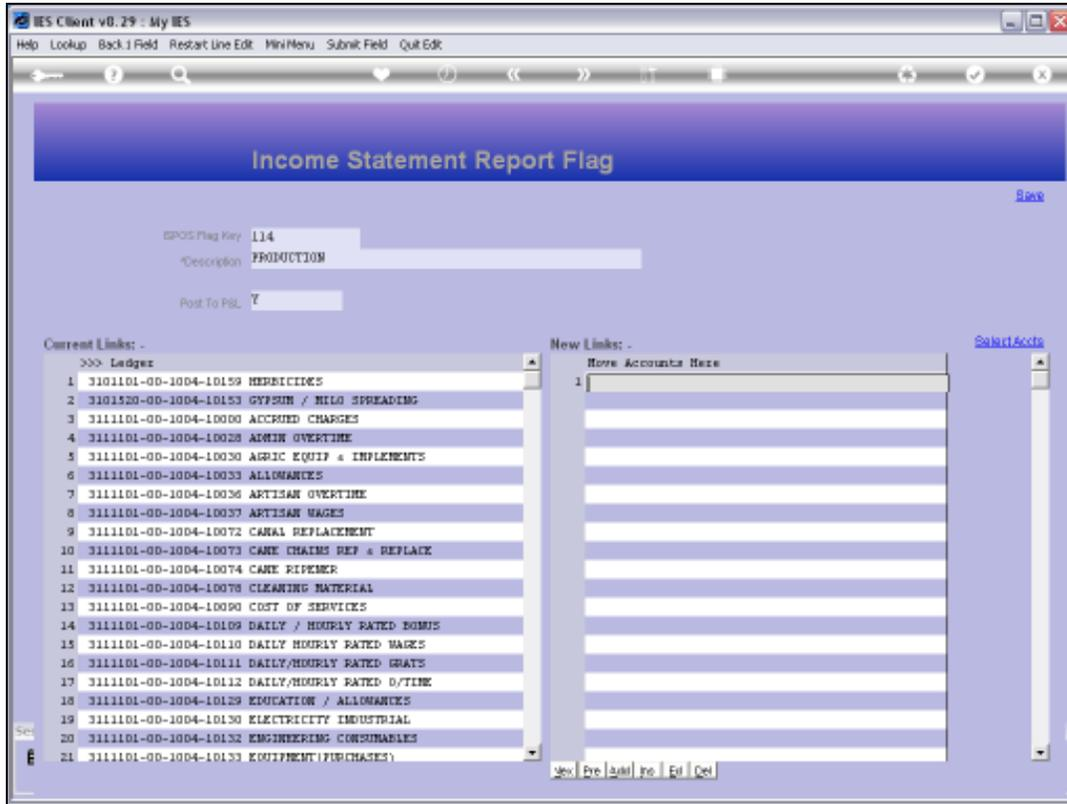 IES Client v8.29 : My IES
Help Lookup Back 1 Field Restart Line Edit Mini Menu Submit Field Quit Edit
Income Statement Report Flag
Save
ISPOS Flag Key 114
*Description PRODUCTION
Post To P&L Y
Current Links: -
>>> Ledger
1 3101101-00-1004-10159 HERBICIDES
2 3101520-00-1004-10153 GYPSUM / MILO SPREADING
3 3111101-00-1004-10000 ACCRUED CHARGES
4 3111101-00-1004-10028 ADMIN OVERTIME
5 3111101-00-1004-10030 AGRIC EQUIP & IMPLEMENTS
6 3111101-00-1004-10033 ALLOWANCES
7 3111101-00-1004-10036 ARTISAN OVERTIME
8 3111101-00-1004-10037 ARTISAN WAGES
9 3111101-00-1004-10072 CANAL REPLACEMENT
10 3111101-00-1004-10073 CANE CHAINS REP & REPLACE
11 3111101-00-1004-10074 CANE RIPENER
12 3111101-00-1004-10078 CLEANING MATERIAL
13 3111101-00-1004-10090 COST OF SERVICES
14 3111101-00-1004-10109 DAILY / HOURLY RATED BONUS
15 3111101-00-1004-10110 DAILY HOURLY RATED WAGES
16 3111101-00-1004-10111 DAILY/HOURLY RATED GRATS
17 3111101-00-1004-10112 DAILY/HOURLY RATED O/TIME
18 3111101-00-1004-10129 EDUCATION / ALLOWANCES
19 3111101-00-1004-10130 ELECTRICITY INDUSTRIAL
20 3111101-00-1004-10132 ENGINEERING CONSUMABLES
21 3111101-00-1004-10133 EQUIPMENT(PURCHASES)
New Links: -
Select Accts
Move Accounts Here
1
Nex Pre Add Ins Ed Del